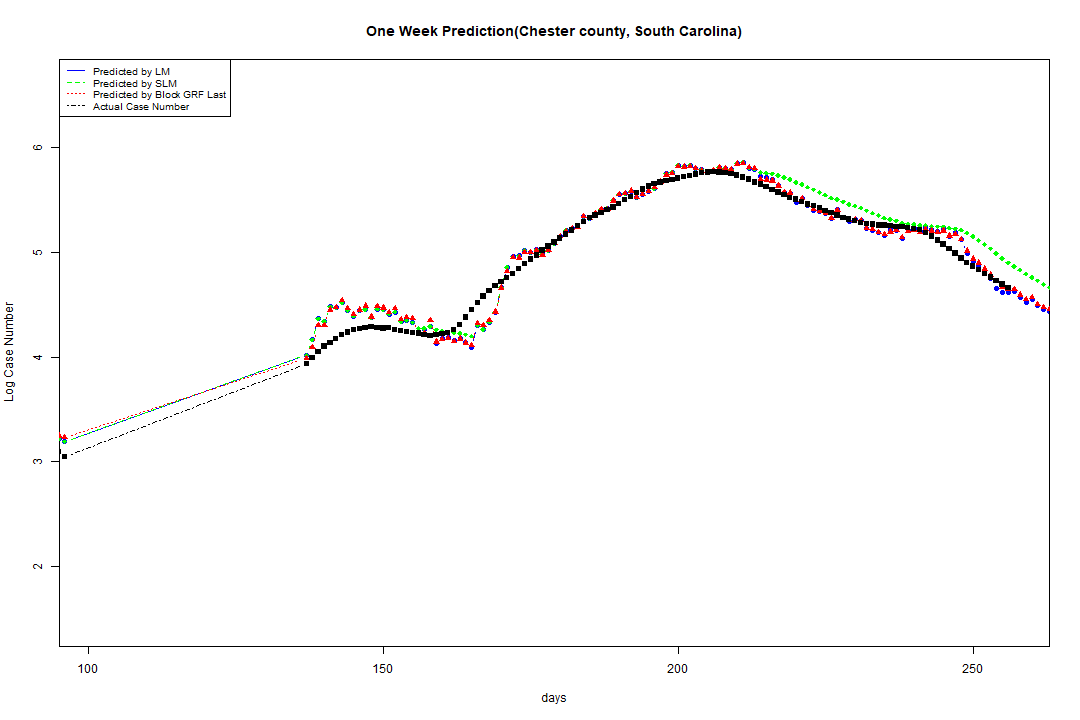 One Week Prediction(Chester county, South Carolina)
Predicted by LM
Predicted by SLM
Predicted by Block GRF Last
Actual Case Number
6
5
4
3
2
Log Case Number
100 150 200 250
days